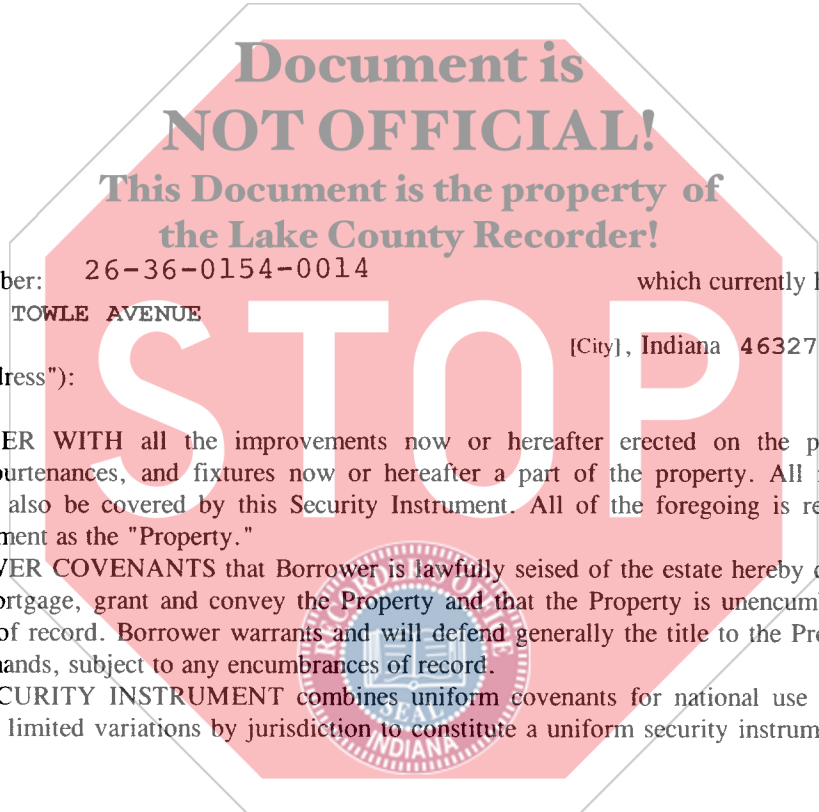 Document is
NOT OFFICIAL!
This Document is the property of
the Lake County Recorder!
ber: 26-36-0154-0014 which currently h
TOWLE AVENUE
[City], Indiana 46327
dress"):
STOP
ER WITH all the improvements now or hereafter erected on the p
purtenances, and fixtures now or hereafter a part of the property. All
also be covered by this Security Instrument. All of the foregoing is re
ment as the "Property."
VER COVENANTS that Borrower is lawfully seised of the estate hereby
ortgage, grant and convey the Property and that the Property is unencumb
of record. Borrower warrants and will defend generally the title to the Pr
nands, subject to any encumbrances of record.
CURITY INSTRUMENT combines uniform covenants for national use
limited variations by jurisdiction to constitute a uniform security instrum
RECORDER'S OFFICE
SEAL
INDIANA